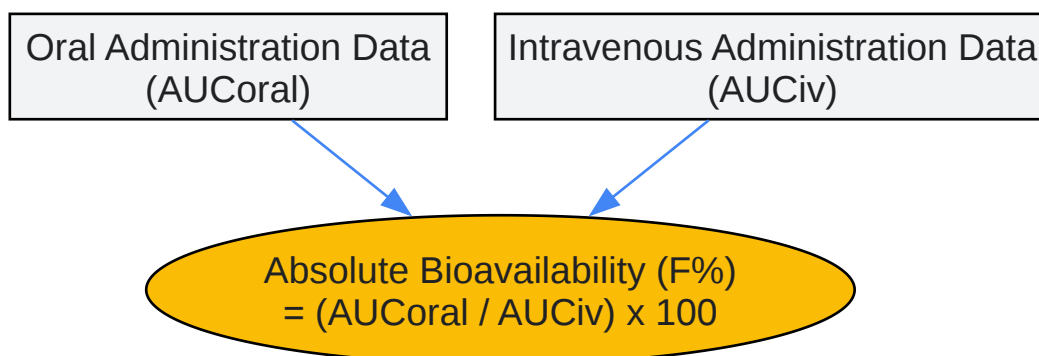 Oral Administration Data
(AUCoral)
Intravenous Administration Data
(AUCiv)
Absolute Bioavailability (F%)
= (AUCoral / AUCiv) x 100